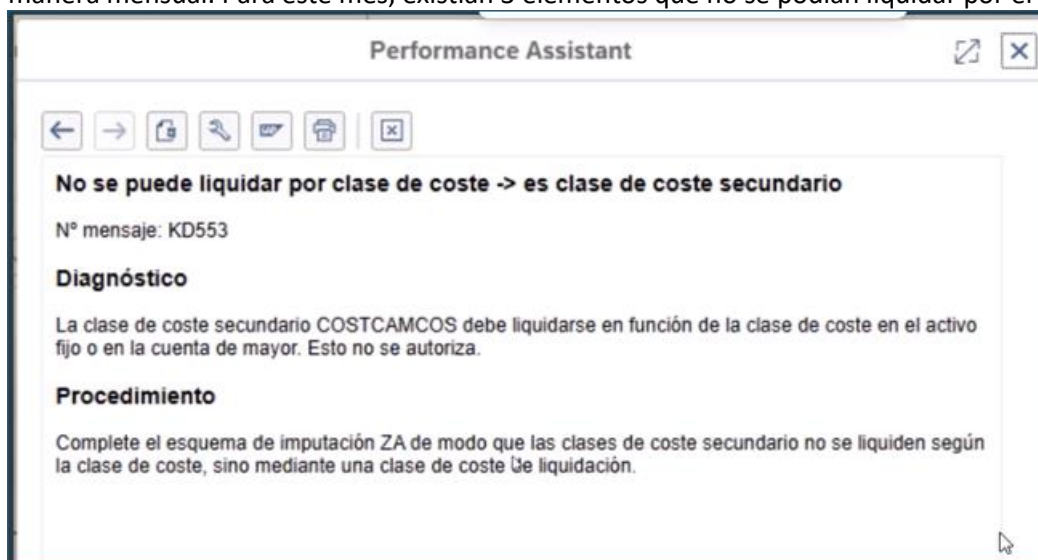 manera mensual. Para este mes, existían 3 elementos que no se podían liquidar por el
Performance Assistant
No se puede liquidar por clase de coste -> es clase de coste secundario
Nº mensaje: KD553
Diagnóstico
La clase de coste secundario COSTCAMCOS debe liquidarse en función de la clase de coste en el activo
fijo o en la cuenta de mayor. Esto no se autoriza.
Procedimiento
Complete el esquema de imputación ZA de modo que las clases de coste secundario no se liquiden según
la clase de coste, sino mediante una clase de coste de liquidación.